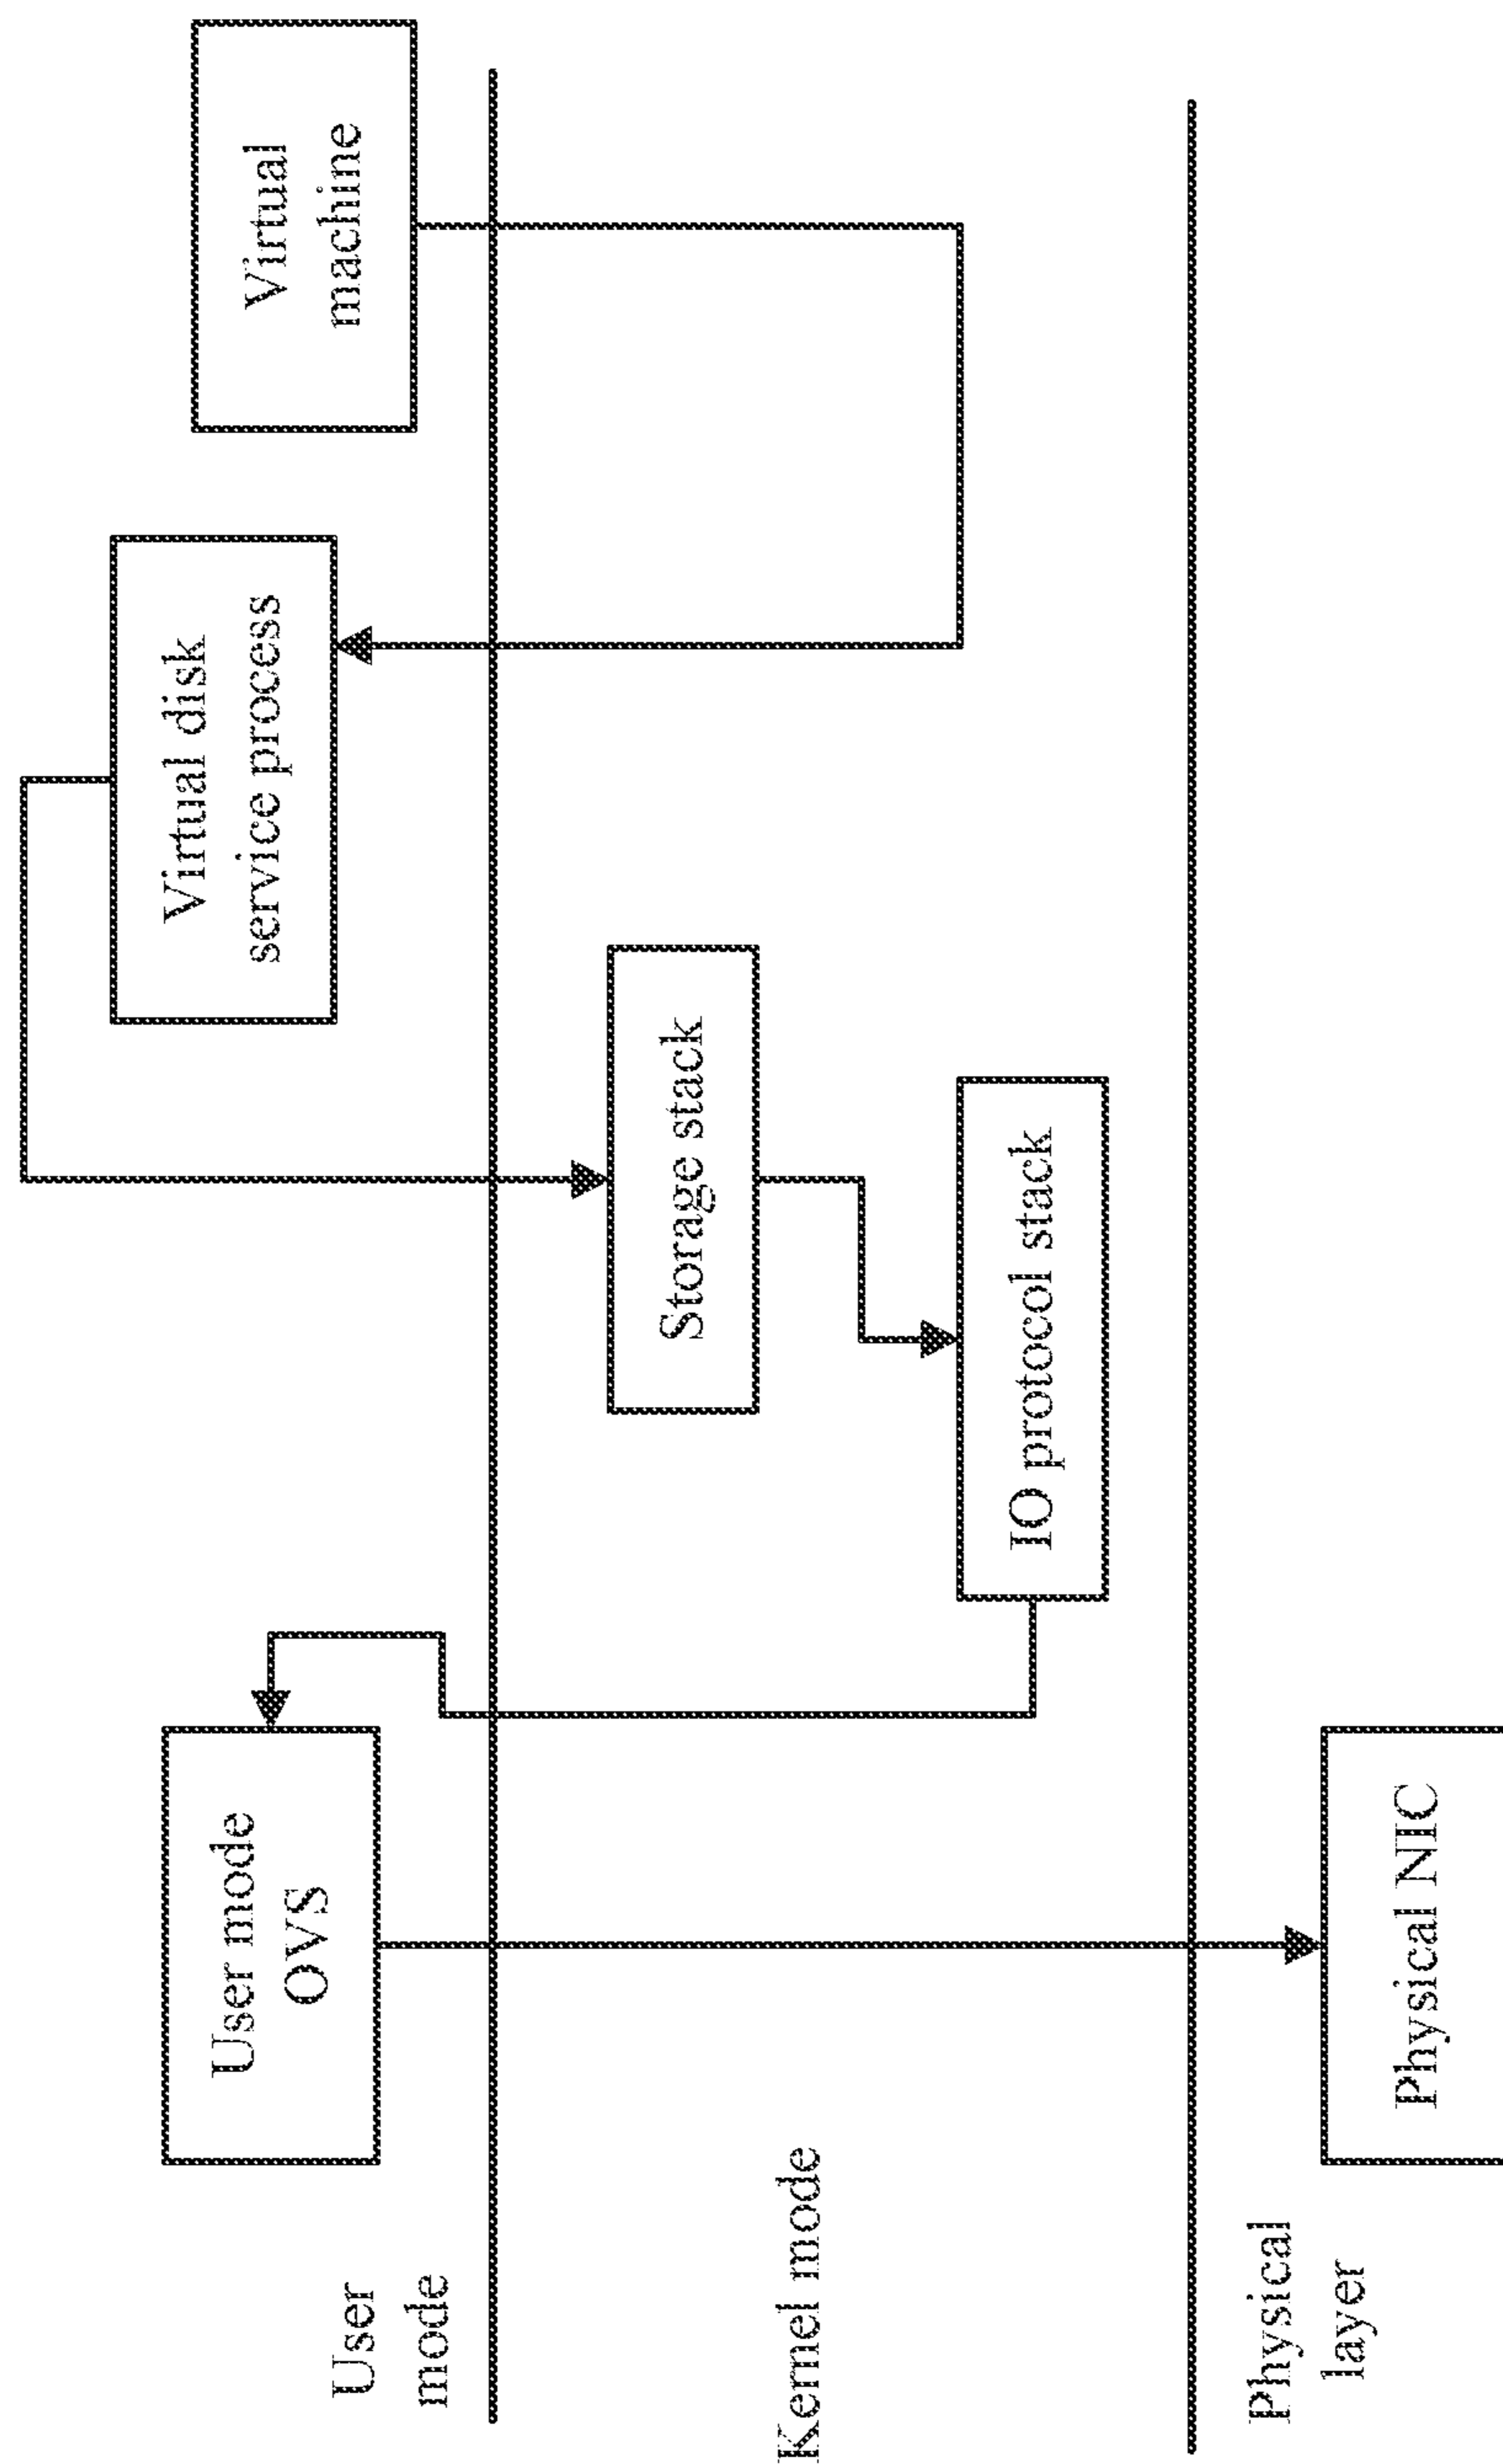 User mode
OVS
Virtual disk
service process
Virtual
machine
User
mode
Storage stack
Kernel mode
IO protocol stack
Physical
layer
Physical NIC